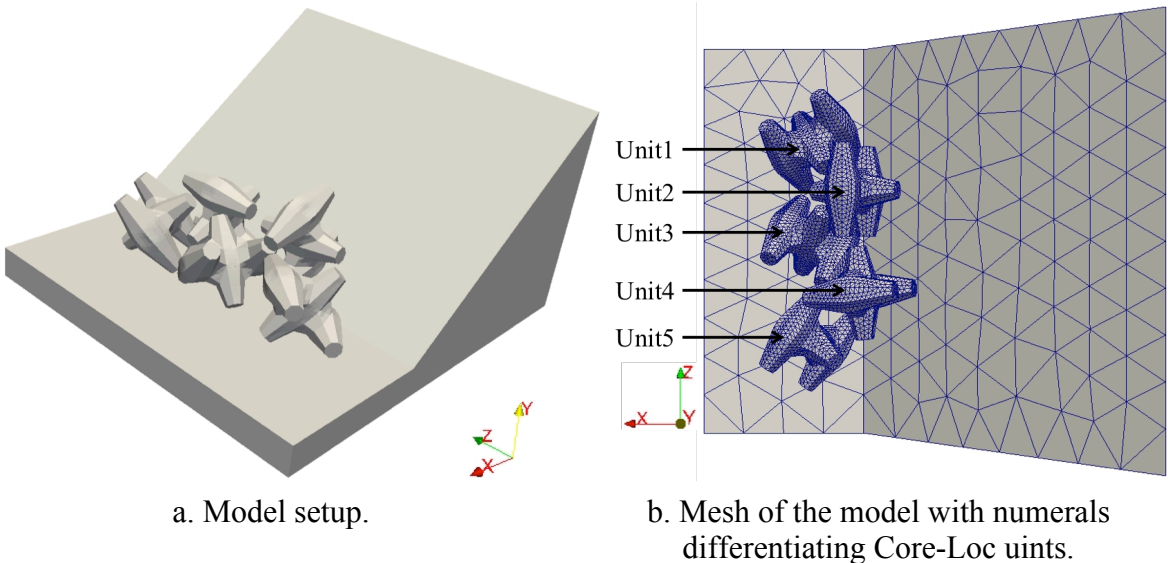 Unit1
Unit2
Unit3
Unit4
Unit5
Y
Z
X
Z
X
Y
a. Model setup.
b. Mesh of the model with numerals
differentiating Core-Loc uints.